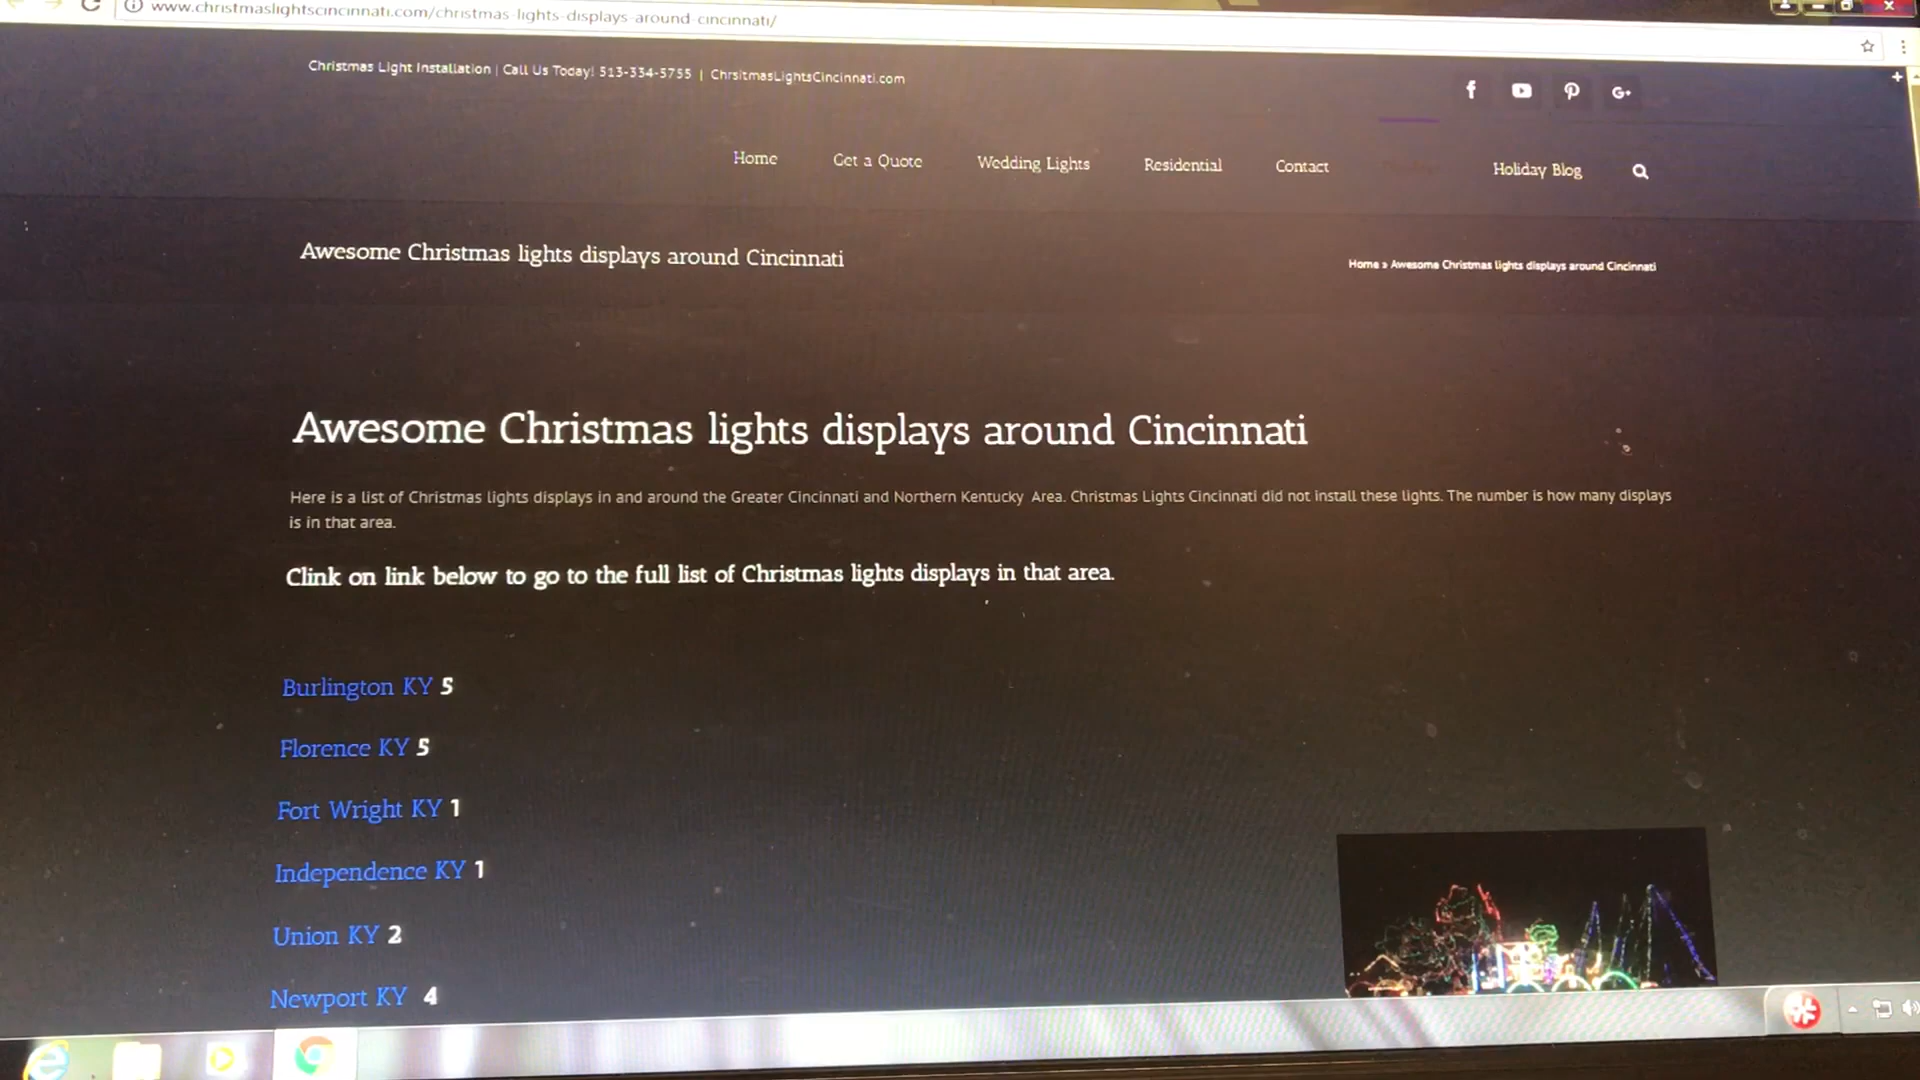 www.christmaslightscincinnati.com/christmas-lights-displays-around-cincinnati/
Christmas Light Installation | Call Us Today! 513-334-5755 | ChrsitmasLightsCincinnati.com
Home Get a Quote Wedding Lights Residential Contact Holiday Blog
Awesome Christmas lights displays around Cincinnati
Home » Awesome Christmas lights displays around Cincinnati
Awesome Christmas lights displays around Cincinnati
Here is a list of Christmas lights displays in and around the Greater Cincinnati and Northern Kentucky Area. Christmas Lights Cincinnati did not install these lights. The number is how many displays
is in that area.
Clink on link below to go to the full list of Christmas lights displays in that area.
Burlington KY 5
Florence KY 5
Fort Wright KY 1
Independence KY 1
Union KY 2
Newport KY 4